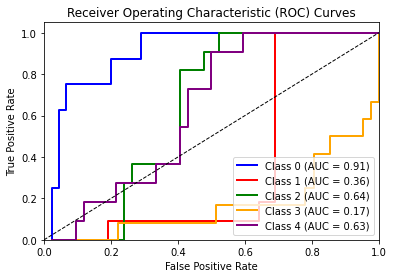 Receiver Operating Characteristic (ROC) Curves
True Positive Rate
1.0
0.8
0.6
0.4
0.2
0.0
Class 0 (AUC = 0.91)
Class 1 (AUC = 0.36)
Class 2 (AUC = 0.64)
Class 3 (AUC = 0.17)
Class 4 (AUC = 0.63)
0.0 0.2 0.4 0.6 0.8 1.0
False Positive Rate